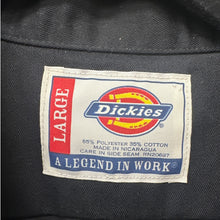 LARGE
Dickies
65% POLYESTER 35% COTTON
MADE IN NICARAGUA
CARE IN SIDE SEAM RN20697
A LEGEND IN WORK